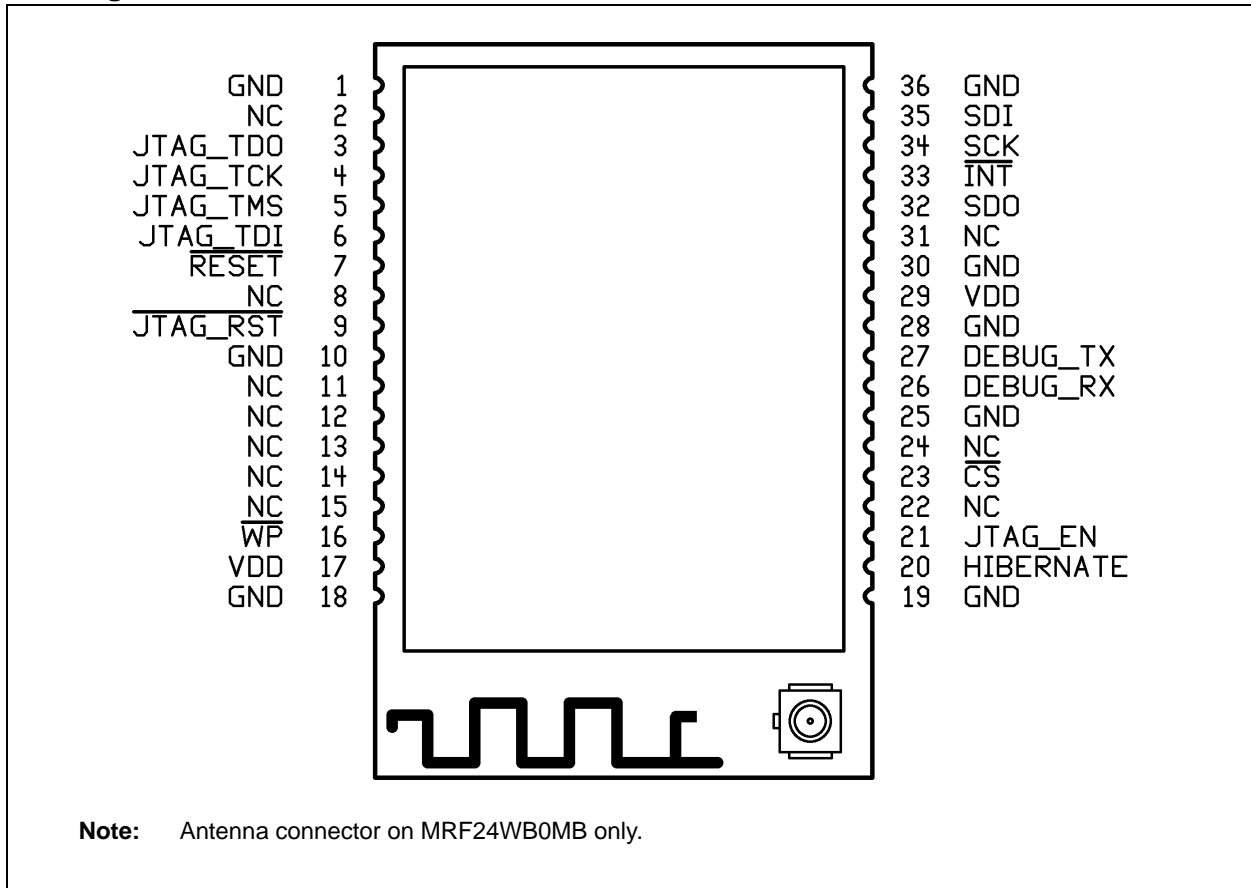 GND 1
NC 2
JTAG_TDO 3
JTAG_TCK 4
JTAG_TMS 5
JTAG_TDI 6
RESET 7
NC 8
JTAG_RST 9
GND 10
NC 11
NC 12
NC 13
NC 14
NC 15
WP 16
VDD 17
GND 18
36 GND
35 SDI
34 SCK
33 INT
32 SDO
31 NC
30 GND
29 VDD
28 GND
27 DEBUG_TX
26 DEBUG_RX
25 GND
24 NC
23 CS
22 NC
21 JTAG_EN
20 HIBERNATE
19 GND
Note: Antenna connector on MRF24WB0MB only.